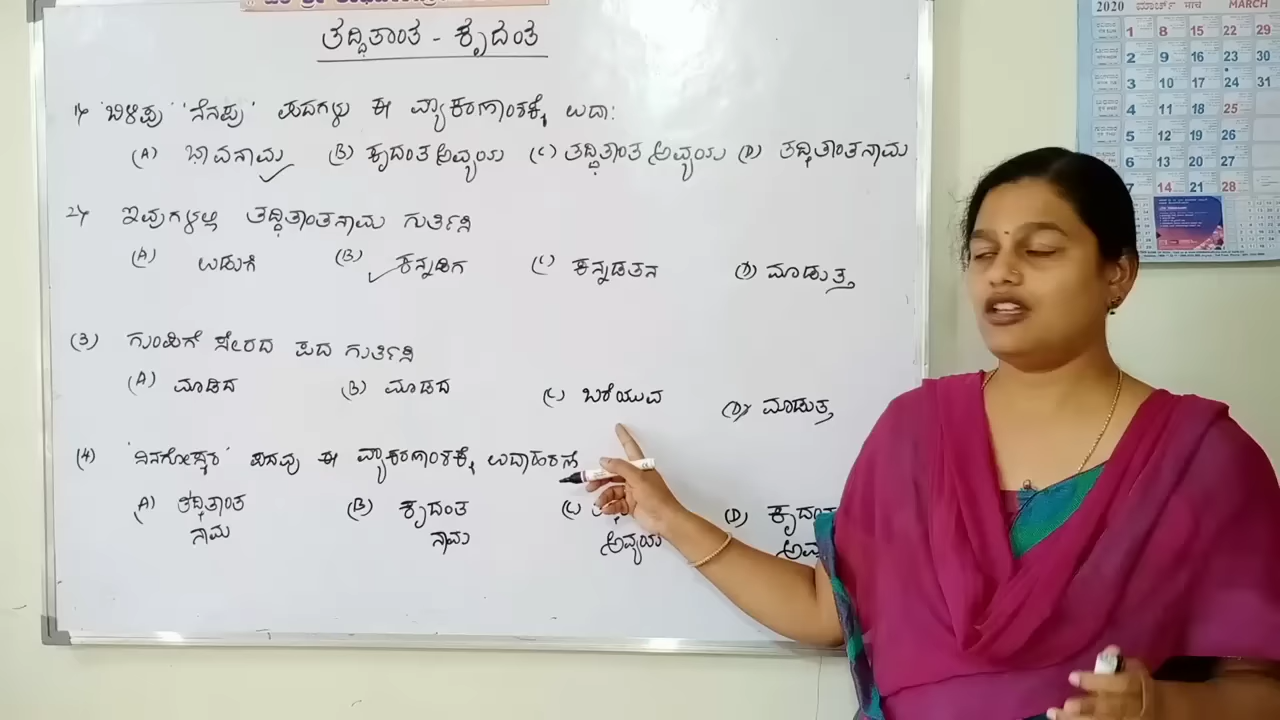 ತದ್ಧಿತಾಂತ - ಕೃದಂತ
1) 'ಬಿಳಿಪು' 'ನೆನಪು' ಪದಗಳು ಈ ವ್ಯಾಕರಣಾಂಶಕ್ಕೆ ಉದಾ:
(A) ಭಾವನಾಮ (B) ಕೃದಂತ ಅವ್ಯಯ (C) ತದ್ಧಿತಾಂತ ಅವ್ಯಯ (D) ತದ್ಧಿತಾಂತನಾಮ
2) ಇವುಗಳಲ್ಲಿ ತದ್ಧಿತಾಂತನಾಮ ಗುರ್ತಿಸಿ
(A) ಉಡುಗೆ (B) ಕನ್ನಡಿಗ (C) ಕನ್ನಡತನ (D) ಮಾಡುತ್ತ
(3) ಗುಂಪಿಗೆ ಸೇರದ ಪದ ಗುರ್ತಿಸಿ
(A) ಮಾಡಿದ (B) ಮಾಡದ (C) ಬರೆಯುವ (D) ಮಾಡುತ್ತ
(4) 'ನಿನಗೋಸ್ಕರ' ಪದವು ಈ ವ್ಯಾಕರಣಾಂಶಕ್ಕೆ ಉದಾಹರಣೆ
(A) ತದ್ಧಿತಾಂತ (B) ಕೃದಂತ (C) (D) ಕೃದಂತ
ನಾಮ ನಾಮ ಅವ್ಯಯ
2020 ಮಾರ್ಚ್ मार्च MARCH
1 8 15 22 29
2 9 16 23 30
3 10 17 24 31
4 11 18 25
5 12 19 26
6 13 20 27
7 14 21 28